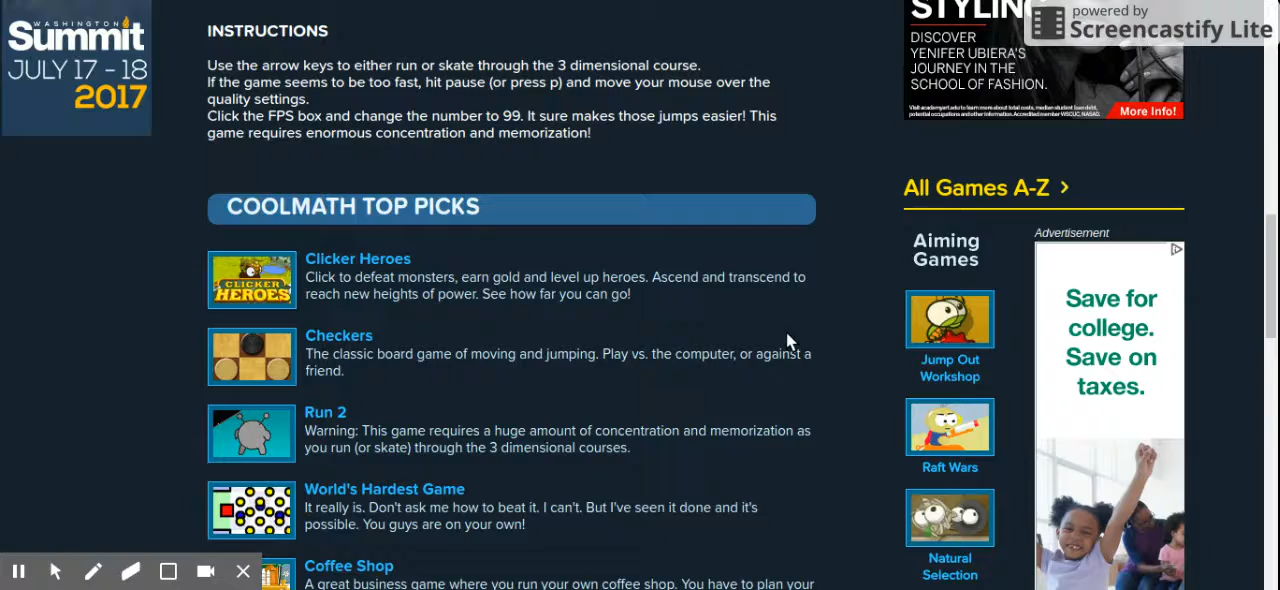 WASHINGTON
Summit
JULY 17 - 18
2017
INSTRUCTIONS
Use the arrow keys to either run or skate through the 3 dimensional course.
If the game seems to be too fast, hit pause (or press p) and move your mouse over the
quality settings.
Click the FPS box and change the number to 99. It sure makes those jumps easier! This
game requires enormous concentration and memorization!
COOLMATH TOP PICKS
Clicker Heroes
Click to defeat monsters, earn gold and level up heroes. Ascend and transcend to
reach new heights of power. See how far you can go!
CLICKER
HEROES
Checkers
The classic board game of moving and jumping. Play vs. the computer, or against a
friend.
Run 2
Warning: This game requires a huge amount of concentration and memorization as
you run (or skate) through the 3 dimensional courses.
World's Hardest Game
It really is. Don't ask me how to beat it. I can't. But I've seen it done and it's
possible. You guys are on your own!
Coffee Shop
A great business game where you run your own coffee shop. You have to plan your
DISCOVER
YENIFER UBIERA'S
JOURNEY IN THE
SCHOOL OF FASHION.
More Info!
powered by
Screencastify Lite
All Games A-Z >
Aiming
Games
Jump Out
Workshop
Raft Wars
Natural
Selection
Advertisement
Save for
college.
Save on
taxes.